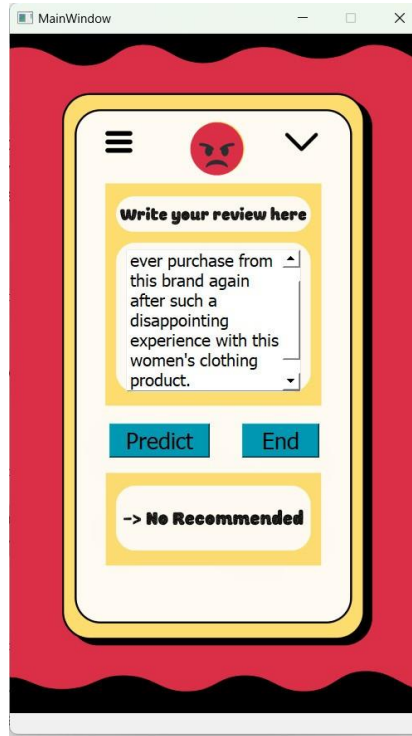 MainWindow
Write your review here
ever purchase from
this brand again
after such a
disappointing
experience with this
women's clothing
product.
Predict End
-> No Recommended